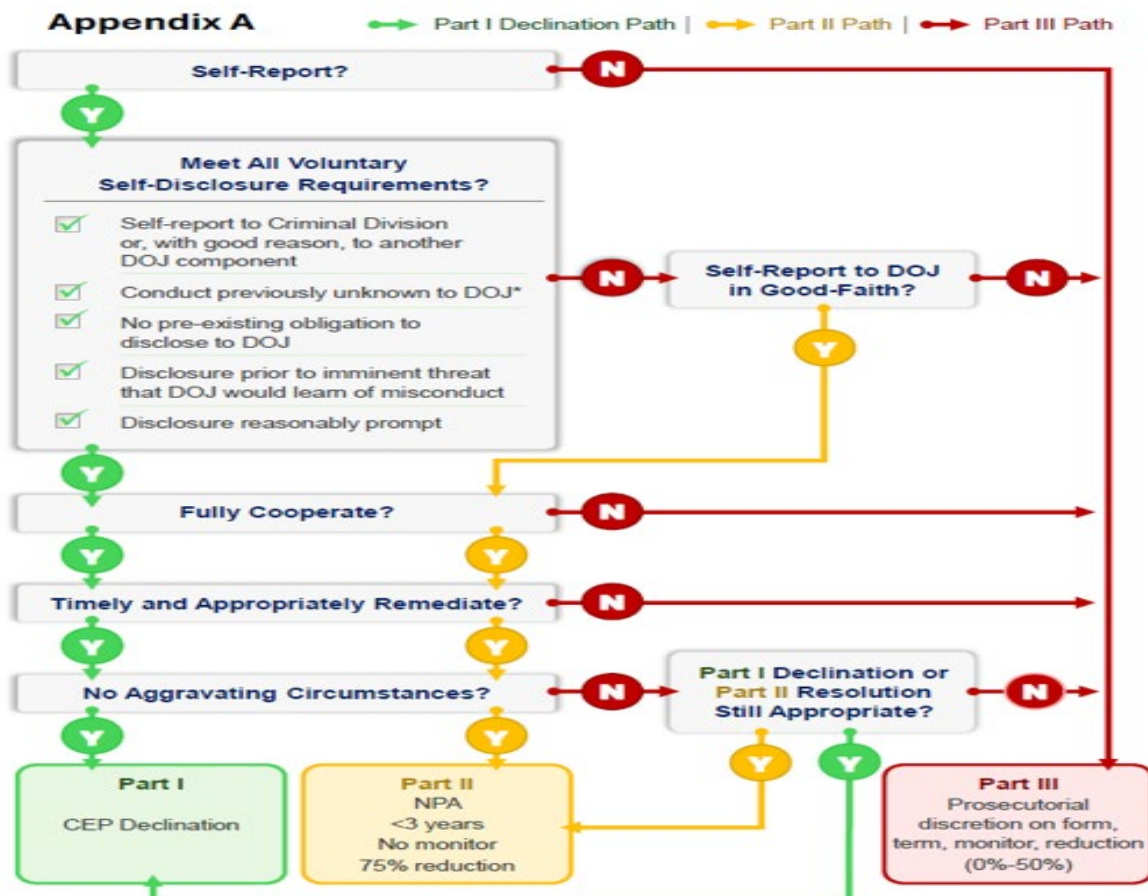 Appendix A
Part I Declination Path | Part II Path | Part III Path
Self-Report?
N
Y
Meet All Voluntary
Self-Disclosure Requirements?
Self-report to Criminal Division
or, with good reason, to another
DOJ component
Conduct previously unknown to DOJ*
No pre-existing obligation to
disclose to DOJ
Disclosure prior to imminent threat
that DOJ would learn of misconduct
Disclosure reasonably prompt
N
Self-Report to DOJ
in Good-Faith?
N
Y
Y
Fully Cooperate?
N
Y
Y
Timely and Appropriately Remediate?
N
Y
Y
No Aggravating Circumstances?
N
Part I Declination or
Part II Resolution
Still Appropriate?
N
Y
Y
Y
Y
Part I
CEP Declination
Part II
NPA
<3 years
No monitor
75% reduction
Part III
Prosecutorial
discretion on form,
term, monitor, reduction
(0%-50%)